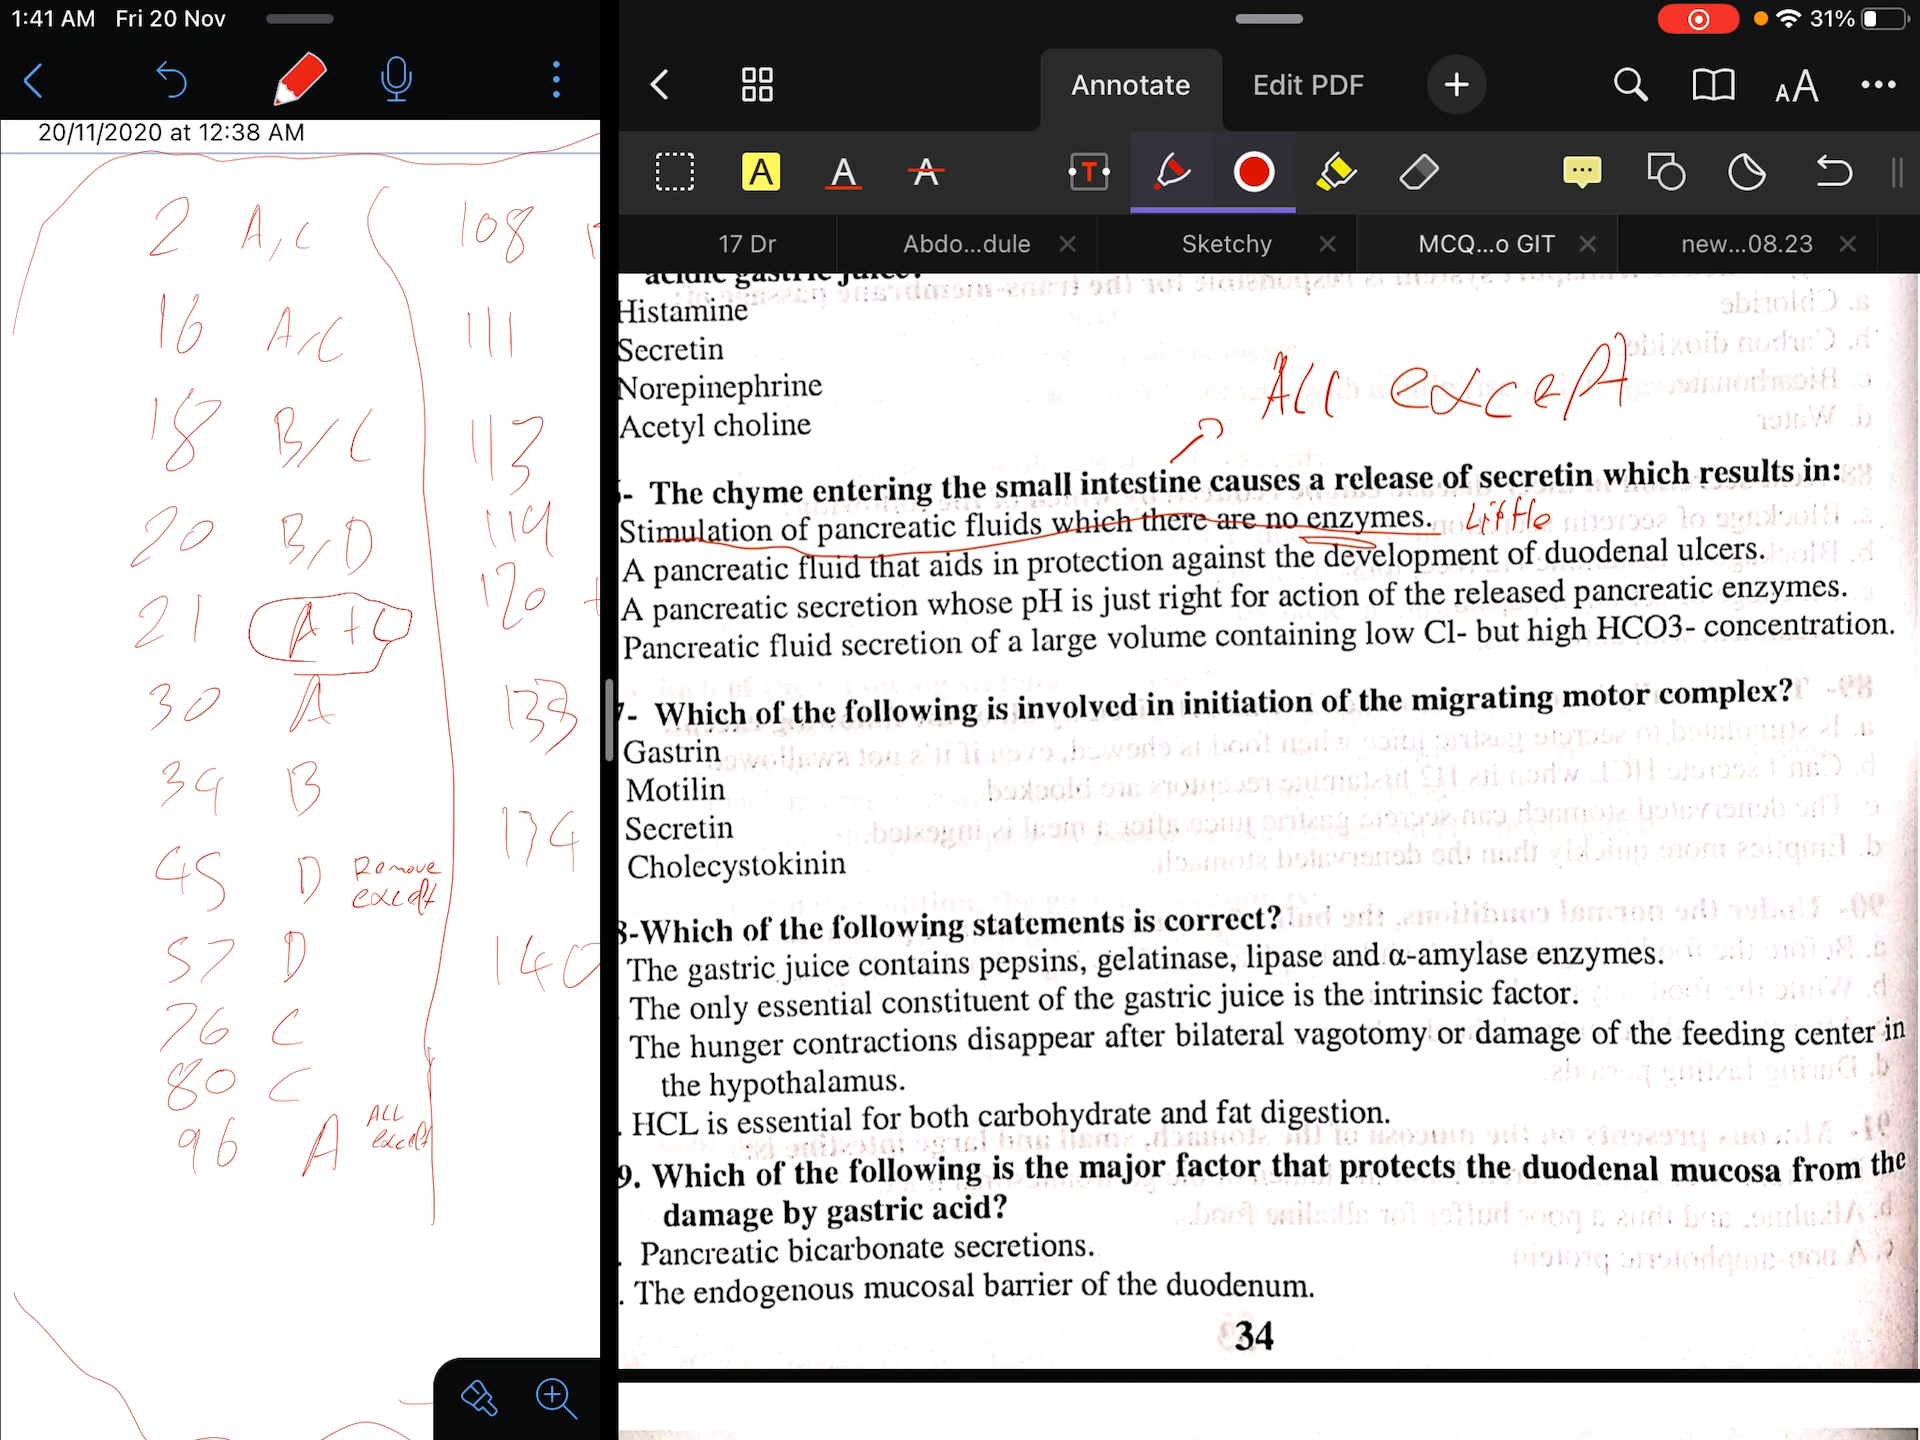 1:41 AM Fri 20 Nov
31%
Annotate
Edit PDF
AA
A
A
A
T
17 Dr
Abdo...dule
Sketchy
MCQ...o GIT
new...08.23
20/11/2020 at 12:38 AM
2 A,C
16 A,C
18 B/C
20 B/D
21 A+C
30 A
39 B
45 D Remove except
57 D
76 C
80 C
96 A ALL except
108
111
113
119
120
133
134
140
acidic gastric juice?
Histamine
Secretin
Norepinephrine
Acetyl choline
All except
- The chyme entering the small intestine causes a release of secretin which results in:
Stimulation of pancreatic fluids which there are no enzymes. Little
A pancreatic fluid that aids in protection against the development of duodenal ulcers.
A pancreatic secretion whose pH is just right for action of the released pancreatic enzymes.
Pancreatic fluid secretion of a large volume containing low Cl- but high HCO3- concentration.
7- Which of the following is involved in initiation of the migrating motor complex?
Gastrin
Motilin
Secretin
Cholecystokinin
8-Which of the following statements is correct?
The gastric juice contains pepsins, gelatinase, lipase and α-amylase enzymes.
The only essential constituent of the gastric juice is the intrinsic factor.
The hunger contractions disappear after bilateral vagotomy or damage of the feeding center in
the hypothalamus.
. HCL is essential for both carbohydrate and fat digestion.
9. Which of the following is the major factor that protects the duodenal mucosa from the
damage by gastric acid?
. Pancreatic bicarbonate secretions.
. The endogenous mucosal barrier of the duodenum.
34